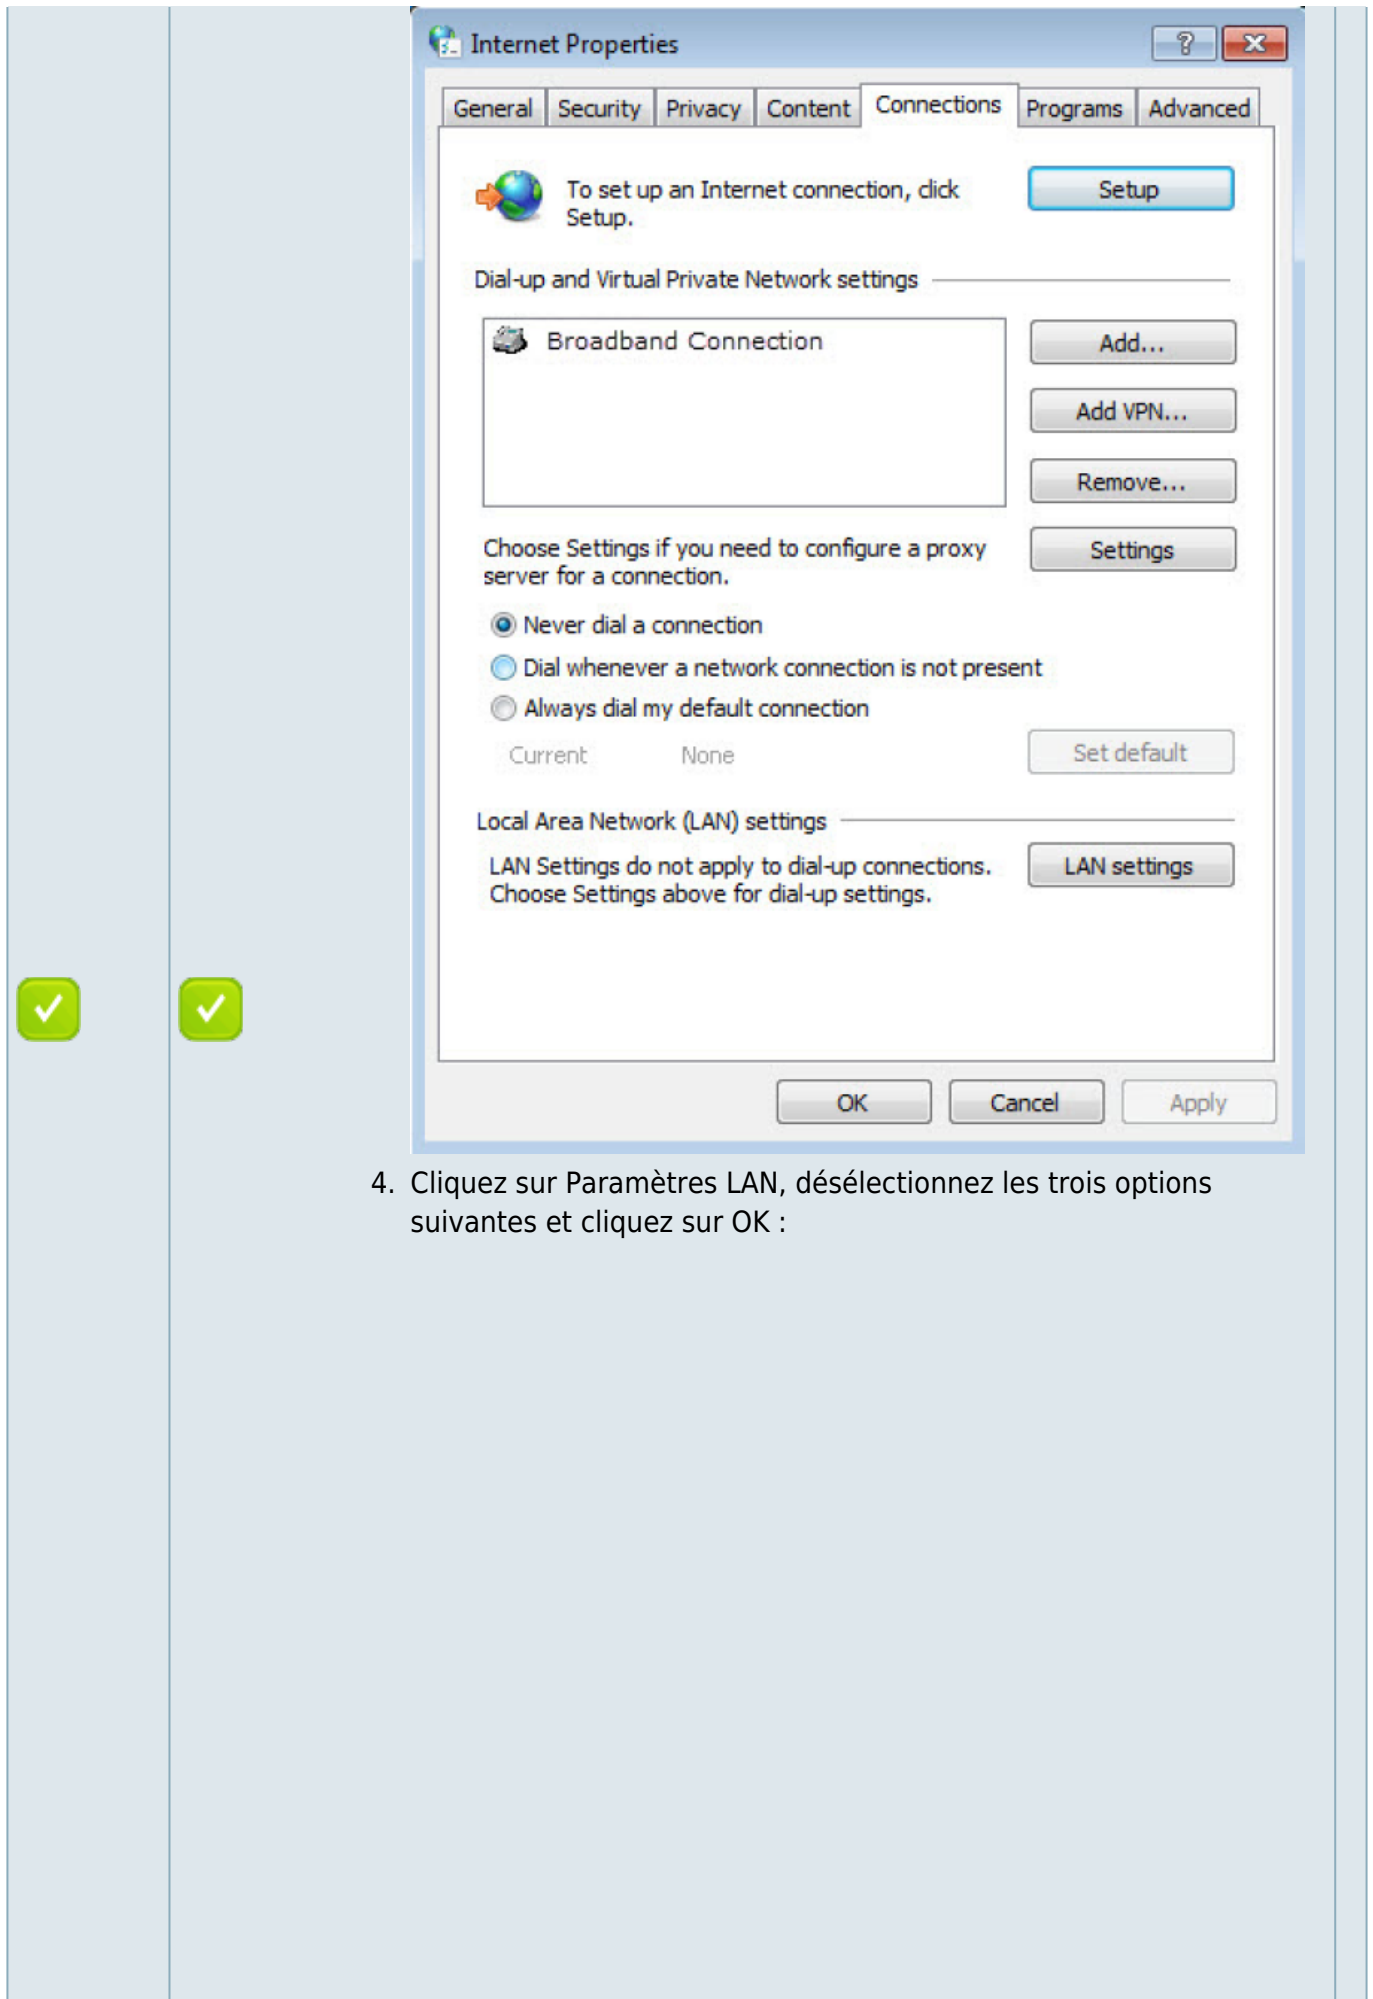 Internet Properties
General Security Privacy Content Connections Programs Advanced
To set up an Internet connection, click
Setup.
Setup
Dial-up and Virtual Private Network settings
Broadband Connection
Add...
Add VPN...
Remove...
Choose Settings if you need to configure a proxy
server for a connection.
Settings
Never dial a connection
Dial whenever a network connection is not present
Always dial my default connection
Current None
Set default
Local Area Network (LAN) settings
LAN Settings do not apply to dial-up connections.
Choose Settings above for dial-up settings.
LAN settings
OK Cancel Apply
4. Cliquez sur Paramètres LAN, désélectionnez les trois options
suivantes et cliquez sur OK :